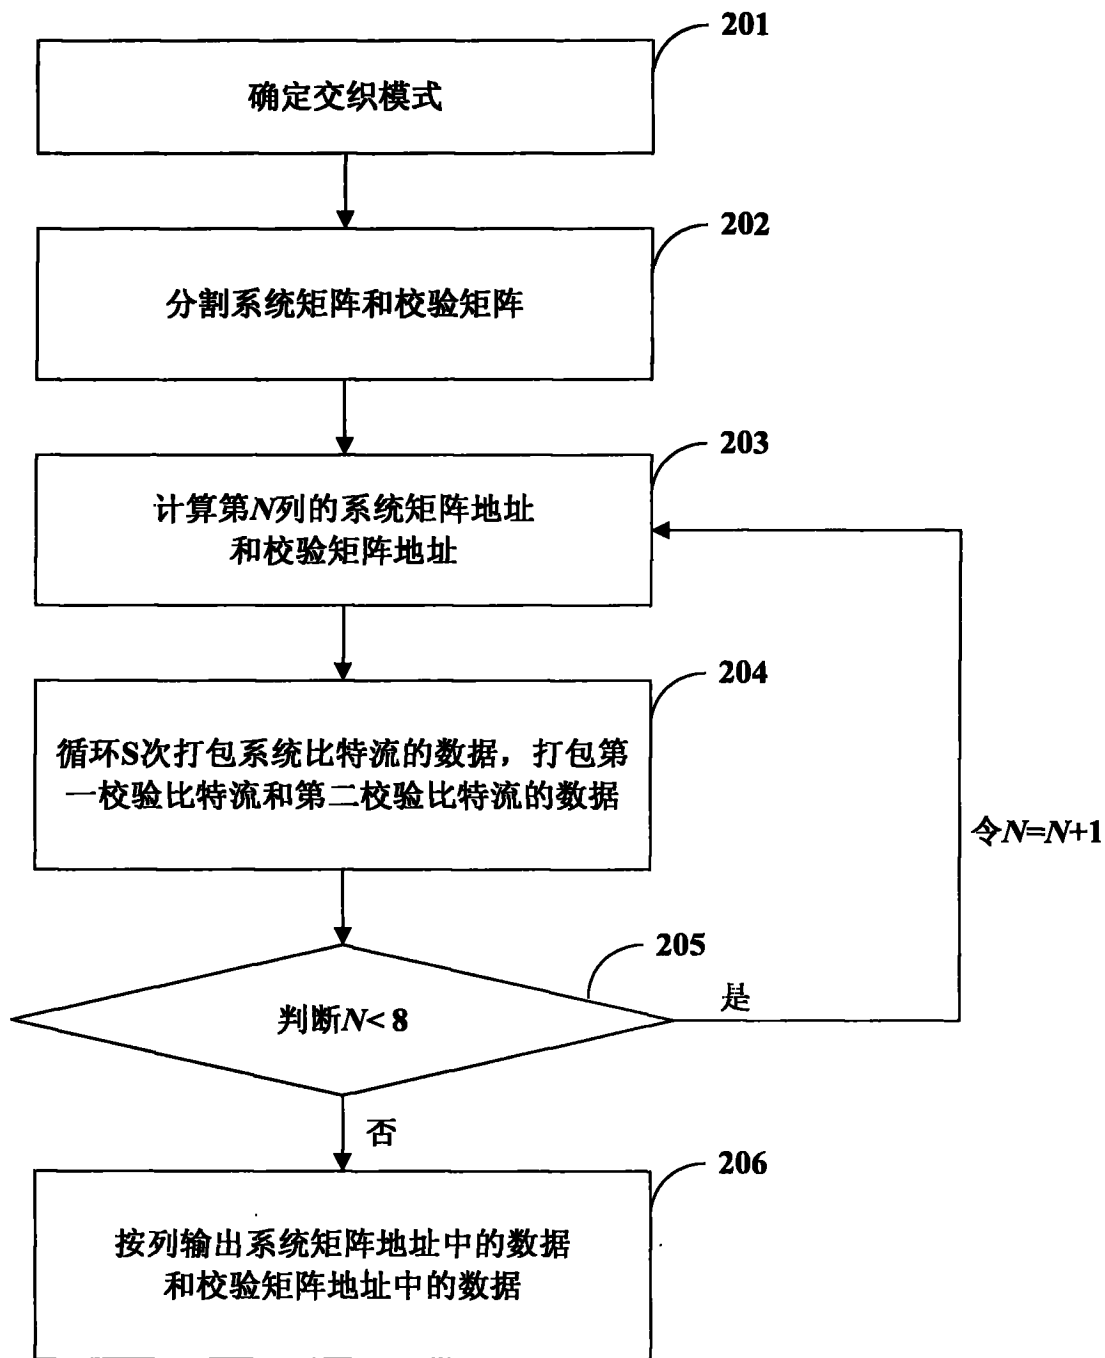 201
确定交织模式
202
分割系统矩阵和校验矩阵
203
计算第N列的系统矩阵地址
和校验矩阵地址
204
循环S次打包系统比特流的数据，打包第
一校验比特流和第二校验比特流的数据
令N=N+1
205
判断N< 8
是
否
206
按列输出系统矩阵地址中的数据
和校验矩阵地址中的数据